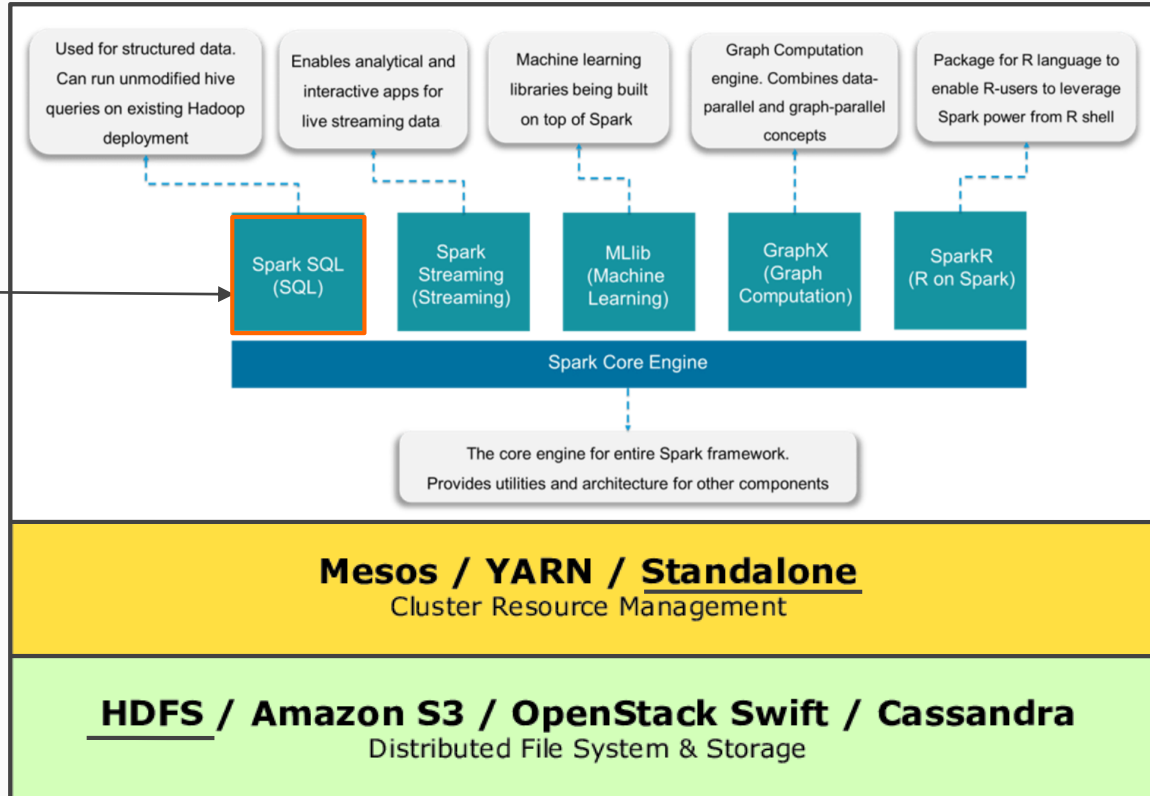 Used for structured data.
Can run unmodified hive
queries on existing Hadoop
deployment
Enables analytical and
interactive apps for
live streaming data
Machine learning
libraries being built
on top of Spark
Graph Computation
engine. Combines data-
parallel and graph-parallel
concepts
Package for R language to
enable R-users to leverage
Spark power from R shell
Spark SQL
(SQL)
Spark
Streaming
(Streaming)
MLlib
(Machine
Learning)
GraphX
(Graph
Computation)
SparkR
(R on Spark)
Spark Core Engine
The core engine for entire Spark framework.
Provides utilities and architecture for other components
Mesos / YARN / Standalone
Cluster Resource Management
HDFS / Amazon S3 / OpenStack Swift / Cassandra
Distributed File System & Storage